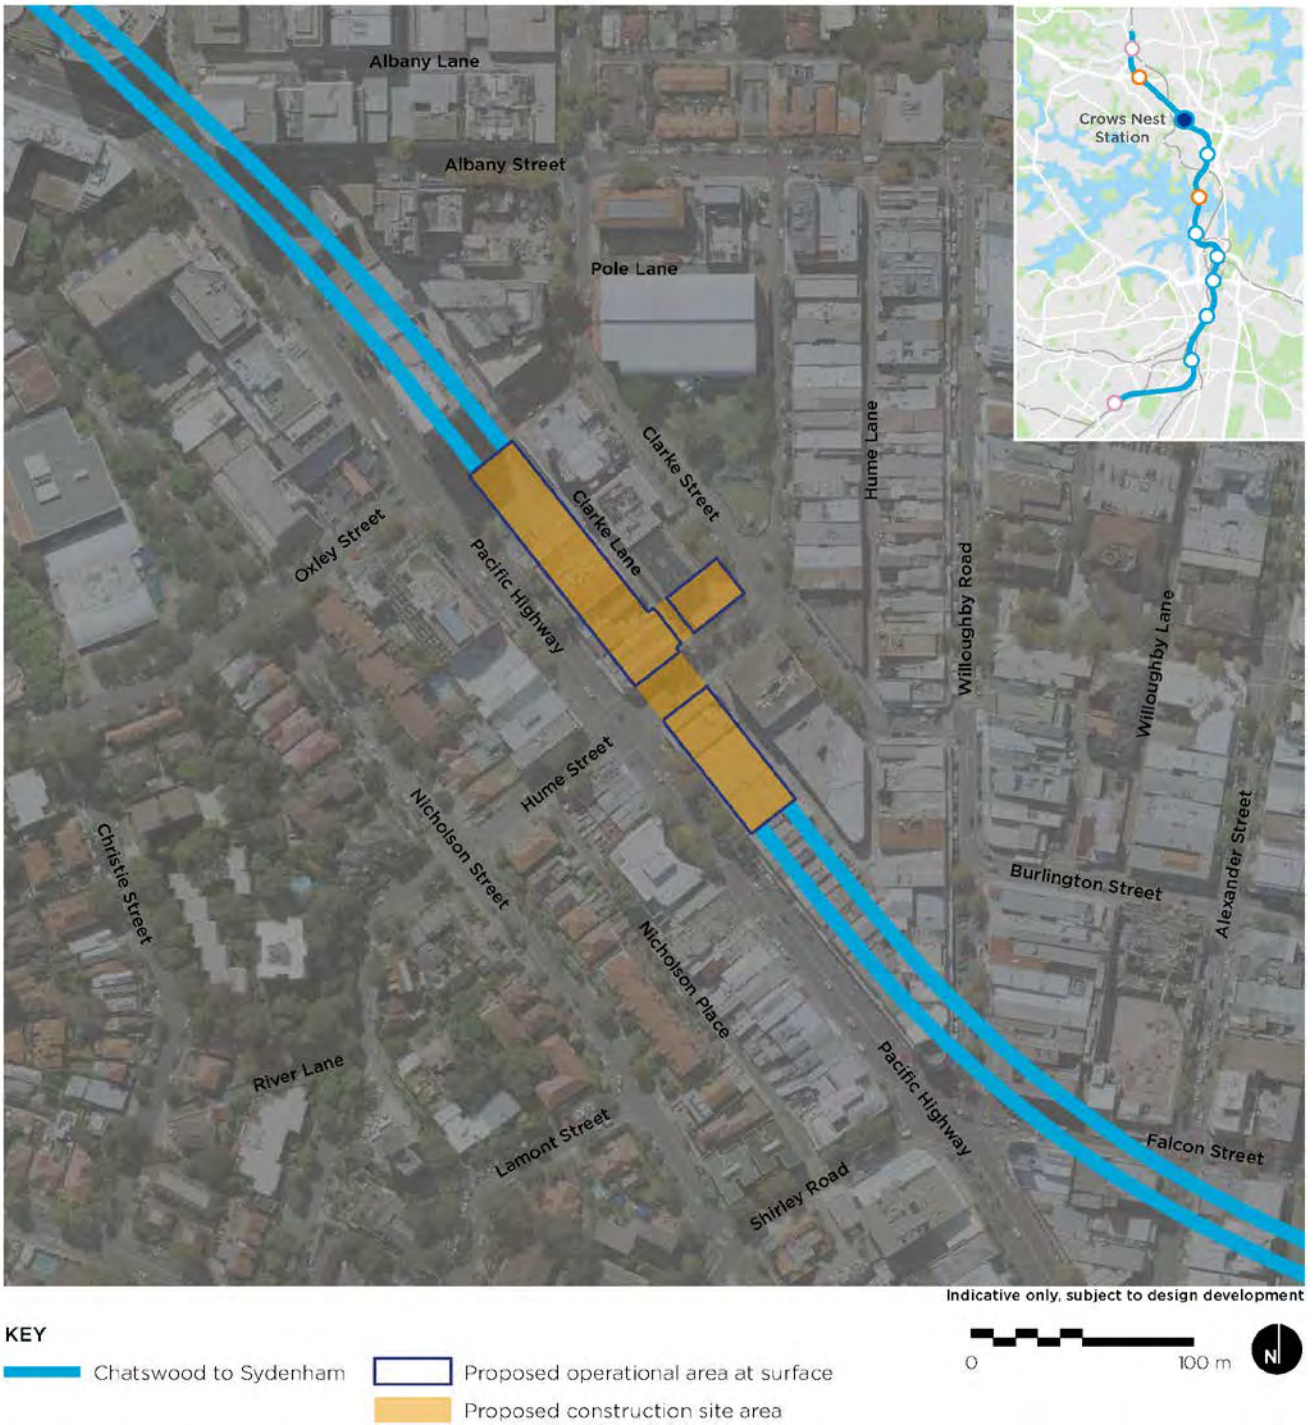 Albany Lane
Crows Nest
Station
Albany Street
Pole Lane
Clarke Street
Hume Lane
Clarke Lane
Oxley Street
Pacific Highway
Willoughby Road
Willoughby Lane
Hume Street
Nicholson Street
Christie Street
Alexander Street
Burlington Street
Nicholson Place
River Lane
Pacific Highway
Lamont Street
Falcon Street
Shirley Road
Indicative only, subject to design development
KEY
Chatswood to Sydenham
Proposed operational area at surface
Proposed construction site area
0 100 m
N